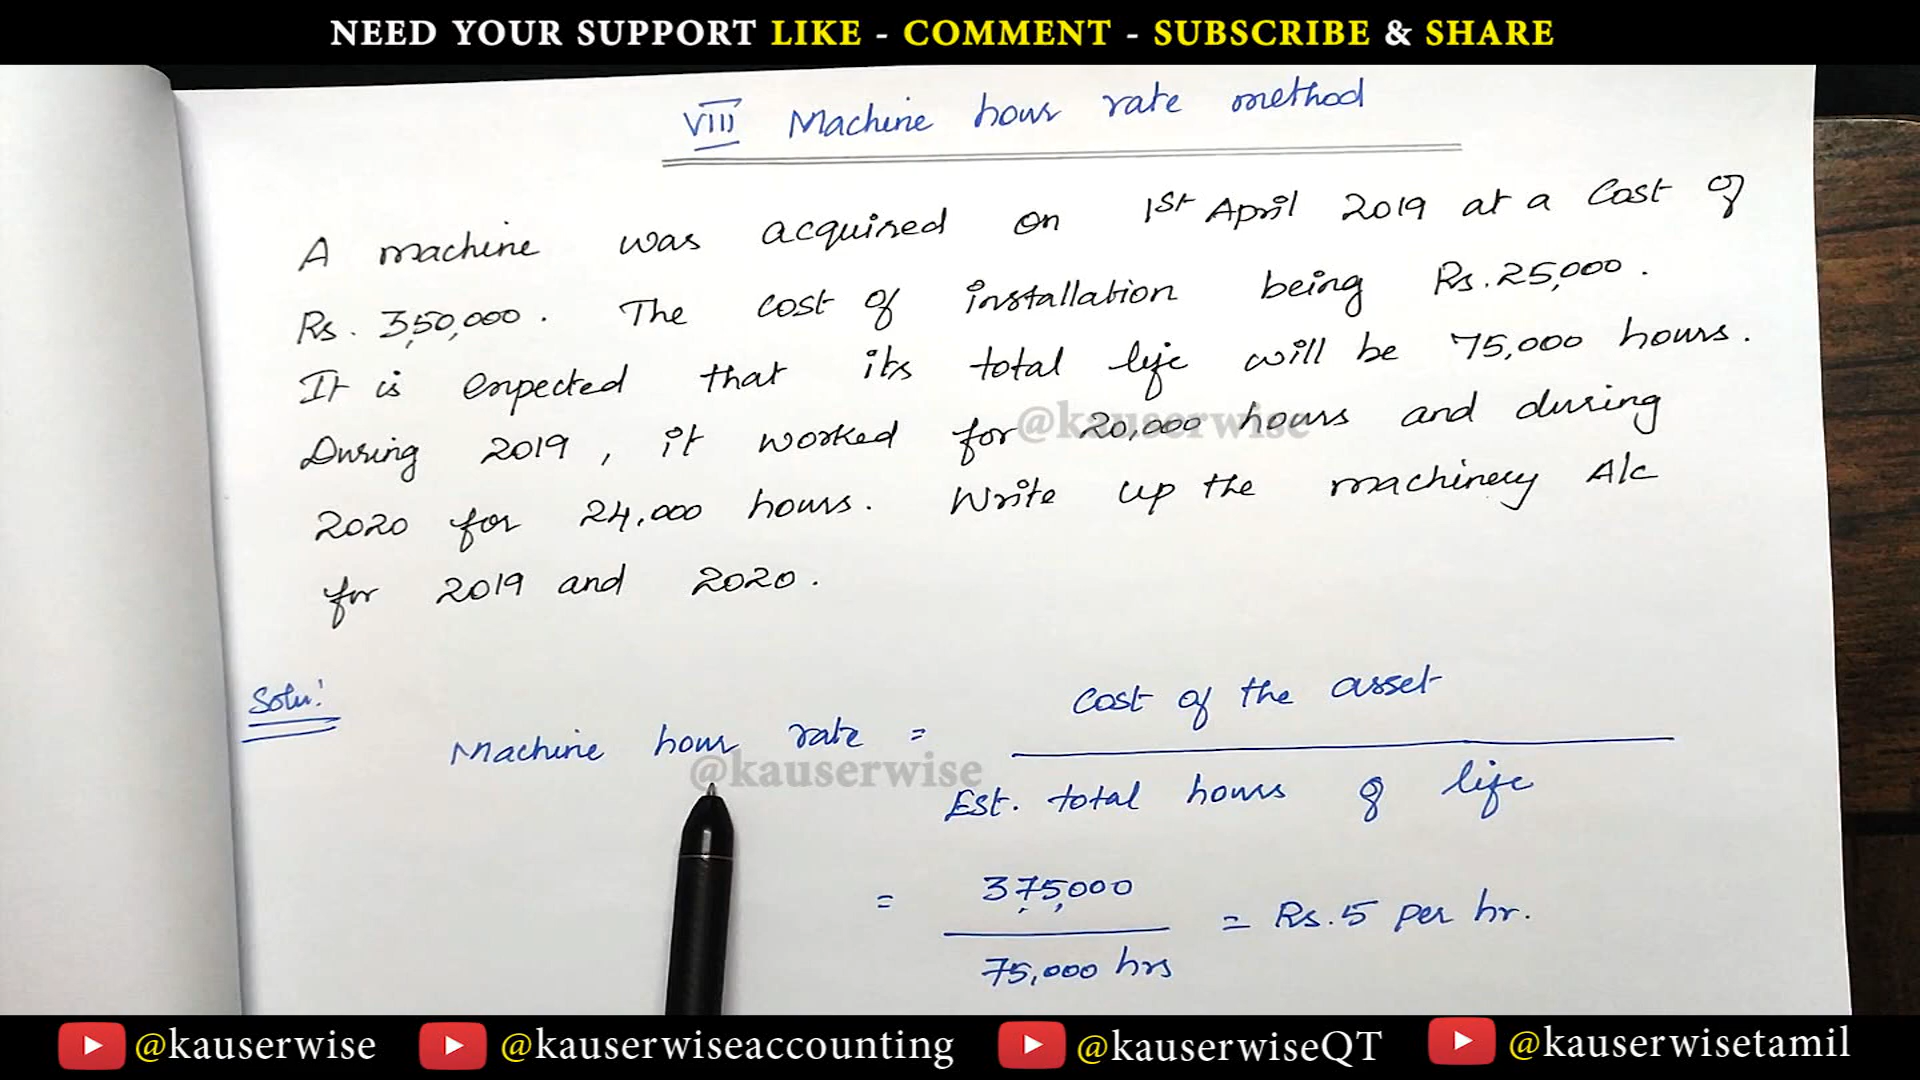 NEED YOUR SUPPORT LIKE - COMMENT - SUBSCRIBE & SHARE
VIII Machine hour rate method
A machine was acquired on 1st April 2019 at a cost of
Rs. 3,50,000. The cost of installation being Rs. 25,000.
It is expected that its total life will be 75,000 hours.
@kauserwise
During 2019, it worked for 20,000 hours and during
2020 for 24,000 hours. Write up the machinery A/c
for 2019 and 2020.
Solu:
Machine hour rate = Cost of the asset
Est. total hours of life
@kauserwise
= 3,75,000
75,000 hrs
= Rs. 5 per hr.
@kauserwise @kauserwiseaccounting @kauserwiseQT @kauserwisetamil